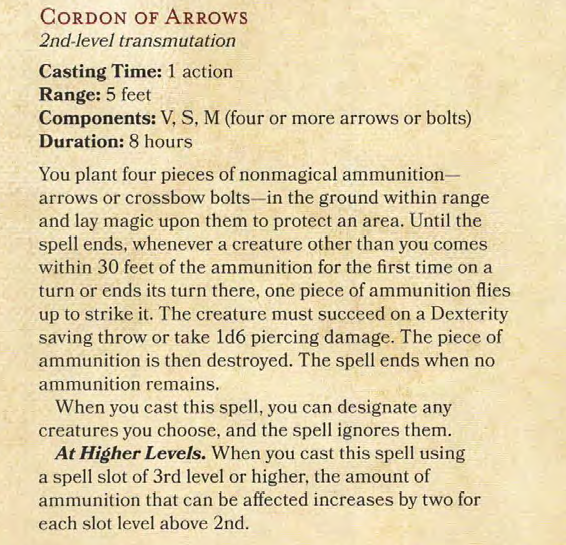 CORDON OF ARROWS
2nd-level transmutation
Casting Time: 1 action
Range: 5 feet
Components: V, S, M (four or more arrows or bolts)
Duration: 8 hours
You plant four pieces of nonmagical ammunition—
arrows or crossbow bolts—in the ground within range
and lay magic upon them to protect an area. Until the
spell ends, whenever a creature other than you comes
within 30 feet of the ammunition for the first time on a
turn or ends its turn there, one piece of ammunition flies
up to strike it. The creature must succeed on a Dexterity
saving throw or take 1d6 piercing damage. The piece of
ammunition is then destroyed. The spell ends when no
ammunition remains.
When you cast this spell, you can designate any
creatures you choose, and the spell ignores them.
At Higher Levels. When you cast this spell using
a spell slot of 3rd level or higher, the amount of
ammunition that can be affected increases by two for
each slot level above 2nd.